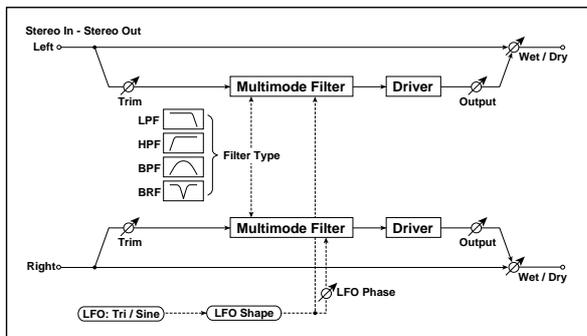 Stereo In - Stereo Out
Left
Wet / Dry
Multimode Filter
Driver
Trim
Output
LPF
HPF
Filter Type
BPF
BRF
Multimode Filter
Driver
Trim
Output
Right
Wet / Dry
LFO Phase
LFO: Tri / Sine
LFO Shape